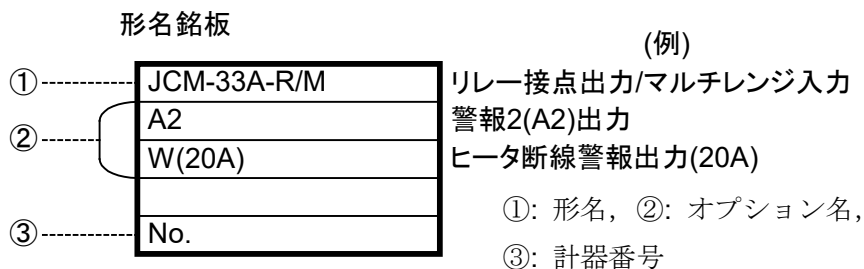 形名銘板
(例)
① JCM-33A-R/M リレー接点出力/マルチレンジ入力
② A2 警報2(A2)出力
W(20A) ヒータ断線警報出力(20A)
③ No.
①: 形名, ②: オプション名,
③: 計器番号